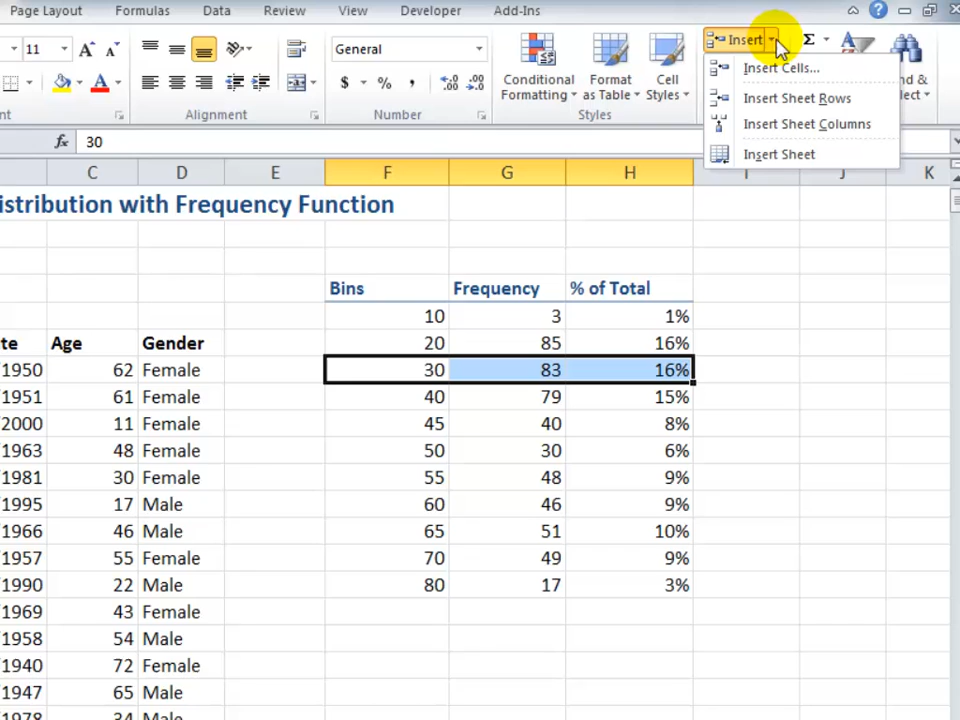 Page Layout Formulas Data Review View Developer Add-Ins
11 A A General Insert Σ
$ % , Conditional Formatting Format as Table Cell Styles
Alignment Number Styles
Insert Cells...
Insert Sheet Rows
Insert Sheet Columns
Insert Sheet
fx 30
C D E F G H J K
istribution with Frequency Function
Bins Frequency % of Total
10 3 1%
te Age Gender 20 85 16%
1950 62 Female 30 83 16%
1951 61 Female 40 79 15%
2000 11 Female 45 40 8%
1963 48 Female 50 30 6%
1981 30 Female 55 48 9%
1995 17 Male 60 46 9%
1966 46 Male 65 51 10%
1957 55 Female 70 49 9%
1990 22 Male 80 17 3%
1969 43 Female
1958 54 Male
1940 72 Female
1947 65 Male
1978 34 Male